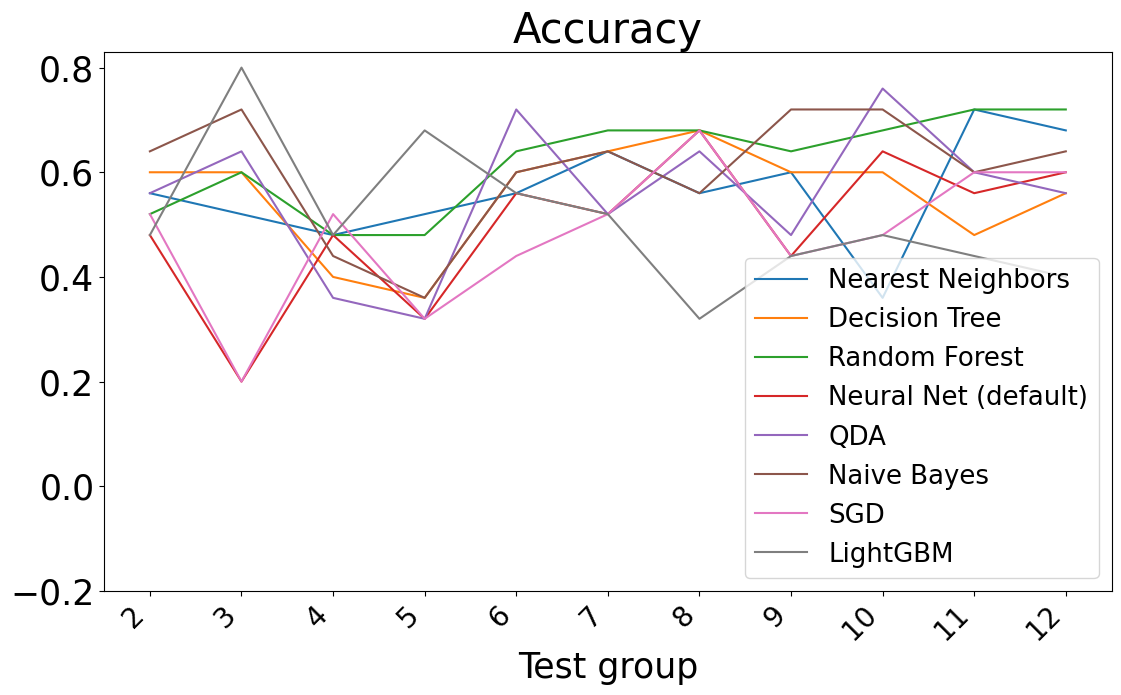 Accuracy
0.8
0.6
0.4
0.2
0.0
−0.2
Nearest Neighbors
Decision Tree
Random Forest
Neural Net (default)
QDA
Naive Bayes
SGD
LightGBM
2 3 4 5 6 7 8 9 10 11 12
Test group